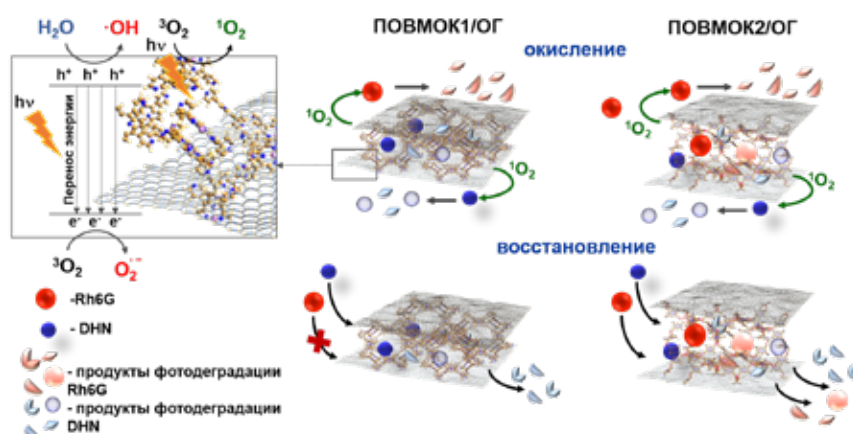 H₂O ·OH ³O₂ ¹O₂
hν
h⁺ h⁺ h⁺ h⁺
hν
Перенос энергии
e⁻ e⁻ e⁻ e⁻
³O₂ O₂·⁻
-Rh6G
- DHN
- продукты фотодеградации
Rh6G
- продукты фотодеградации
DHN
ПОВМОК1/ОГ ПОВМОК2/ОГ
окисление
¹O₂ ¹O₂
¹O₂ ¹O₂
восстановление